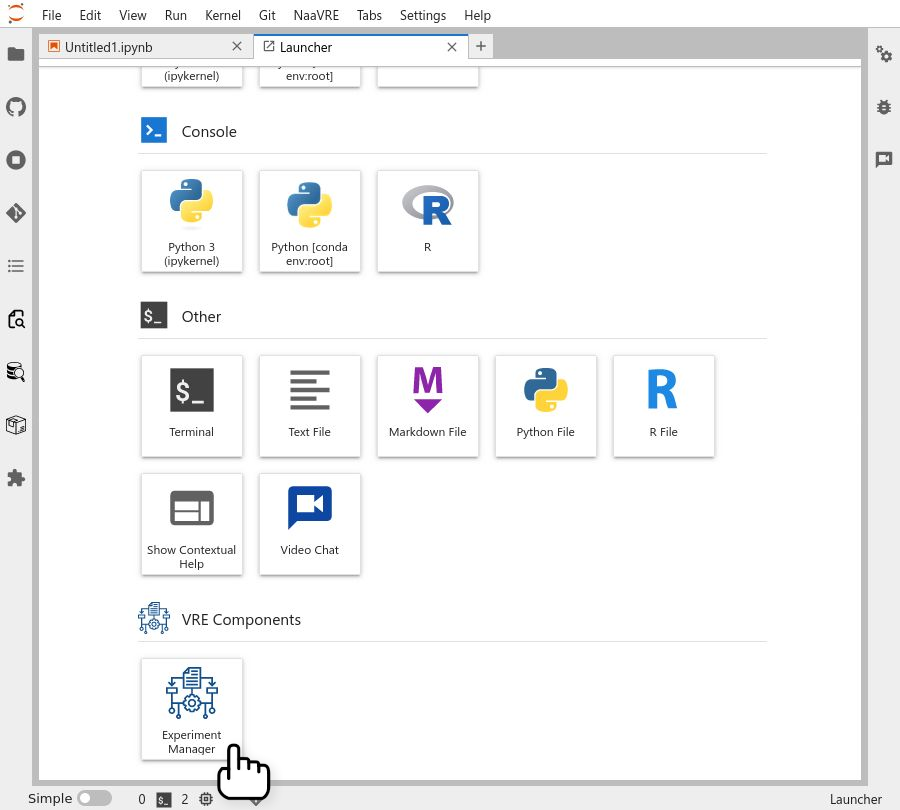 File Edit View Run Kernel Git NaaVRE Tabs Settings Help
Untitled1.ipynb
Launcher
(ipykernel)
env:root]
Console
Python 3
(ipykernel)
Python [conda
env:root]
R
$_ Other
$_
Terminal
Text File
M
Markdown File
Python File
R
R File
Show Contextual
Help
Video Chat
VRE Components
Experiment
Manager
Simple 0 $_ 2 Launcher